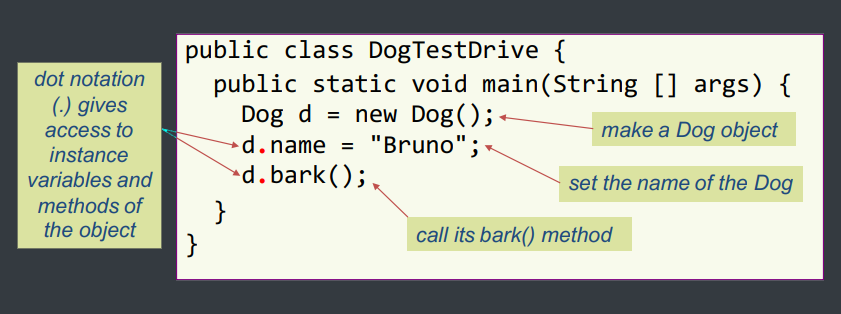 public class DogTestDrive {
public static void main(String [] args) {
Dog d = new Dog();
d.name = "Bruno";
d.bark();
}
}
dot notation
(.) gives
access to
instance
variables and
methods of
the object
make a Dog object
set the name of the Dog
call its bark() method